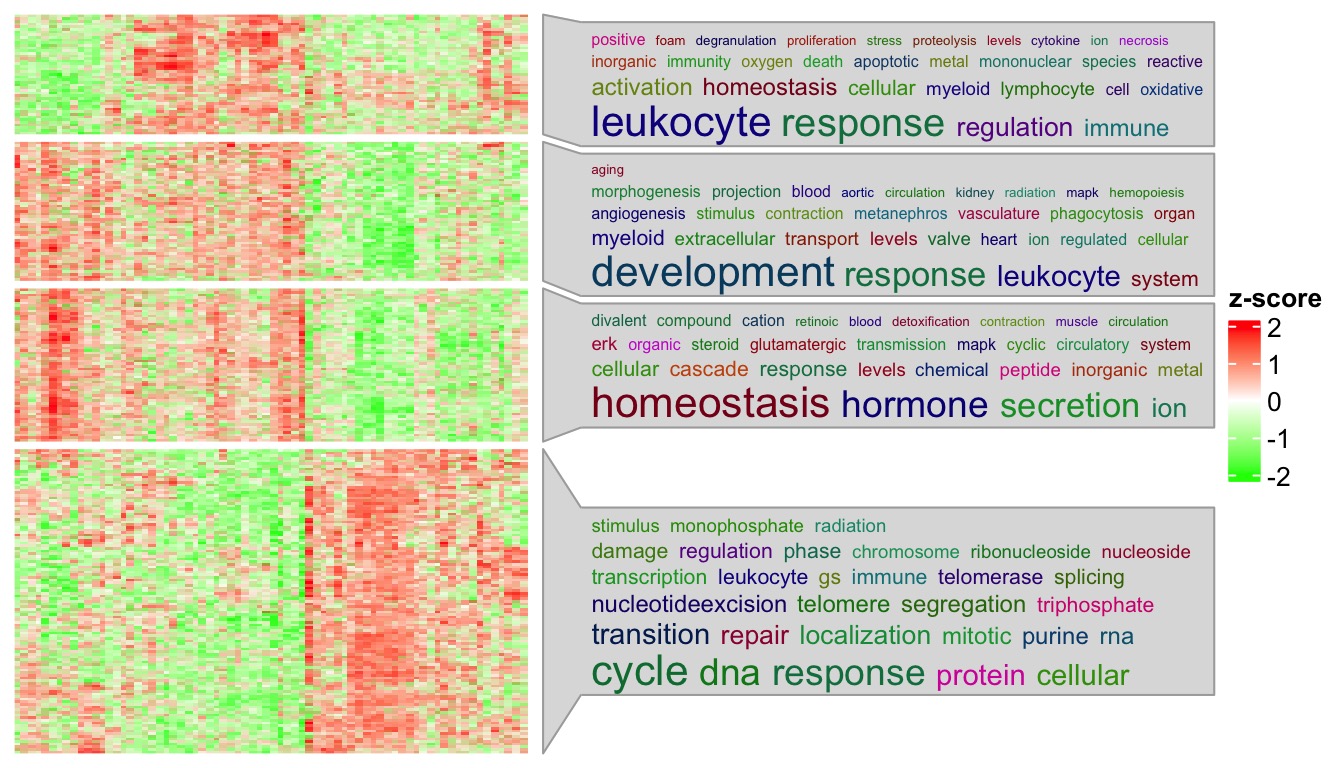 positive foam degranulation proliferation stress proteolysis levels cytokine ion necrosis
inorganic immunity oxygen death apoptotic metal mononuclear species reactive
activation homeostasis cellular myeloid lymphocyte cell oxidative
leukocyte response regulation immune
aging
morphogenesis projection blood aortic circulation kidney radiation mapk hemopoiesis
angiogenesis stimulus contraction metanephros vasculature phagocytosis organ
myeloid extracellular transport levels valve heart ion regulated cellular
development response leukocyte system
divalent compound cation retinoic blood detoxification contraction muscle circulation
erk organic steroid glutamatergic transmission mapk cyclic circulatory system
cellular cascade response levels chemical peptide inorganic metal
homeostasis hormone secretion ion
stimulus monophosphate radiation
damage regulation phase chromosome ribonucleoside nucleoside
transcription leukocyte gs immune telomerase splicing
nucleotideexcision telomere segregation triphosphate
transition repair localization mitotic purine rna
cycle dna response protein cellular
z-score
2
1
0
-1
-2